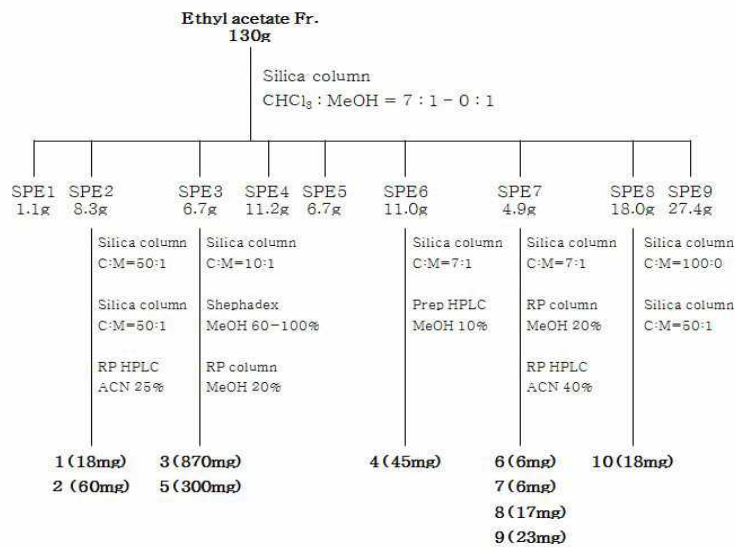 Ethyl acetate Fr.
130g
Silica column
CHCl₃ : MeOH = 7 : 1 - 0 : 1
SPE1 SPE2 SPE3 SPE4 SPE5 SPE6 SPE7 SPE8 SPE9
1.1g 8.3g 6.7g 11.2g 6.7g 11.0g 4.9g 18.0g 27.4g
Silica column
C:M=50:1
Silica column
C:M=50:1
RP HPLC
ACN 25%
1 (18mg)
2 (60mg)
Silica column
C:M=10:1
Shephadex
MeOH 60-100%
RP column
MeOH 20%
3 (870mg)
5 (300mg)
Silica column
C:M=7:1
Prep HPLC
MeOH 10%
4 (45mg)
Silica column
C:M=7:1
RP column
MeOH 20%
RP HPLC
ACN 40%
6 (6mg)
7 (6mg)
8 (17mg)
9 (23mg)
Silica column
C:M=100:0
Silica column
C:M=50:1
10 (18mg)